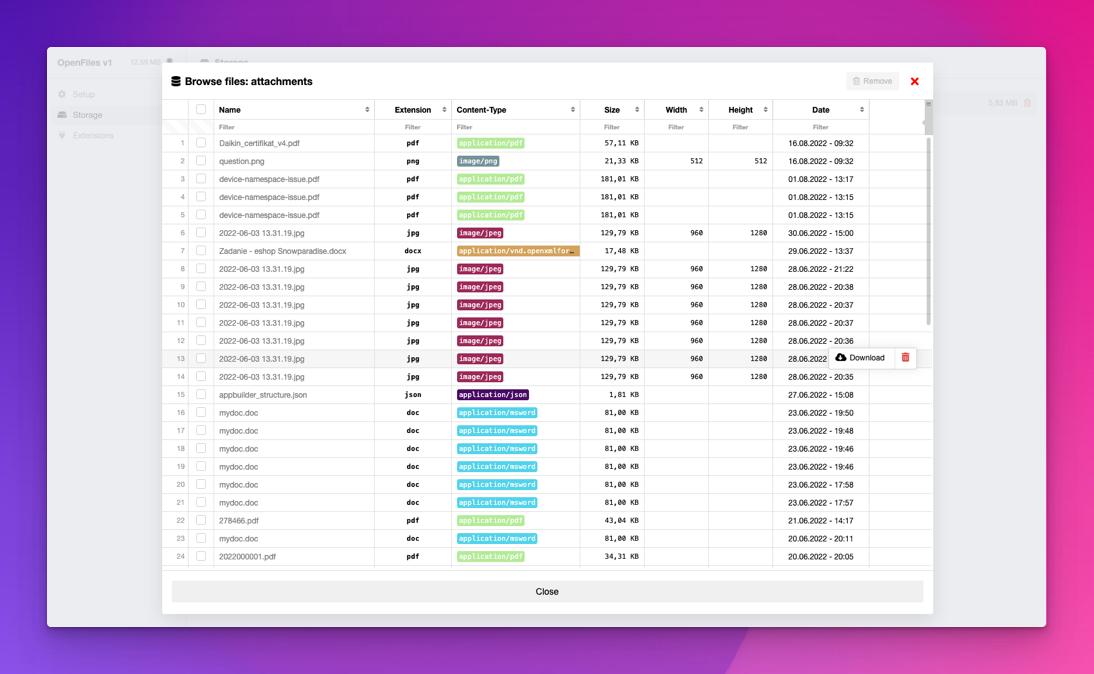 OpenFiles v1 12.59 MB Storage
Setup
Storage
Extensions
5,93 MB
Browse files: attachments Remove
Name Extension Content-Type Size Width Height Date
Filter Filter Filter Filter Filter Filter Filter
1 Daikin_certifikat_v4.pdf pdf application/pdf 57,11 KB 16.08.2022 - 09:32
2 question.png png image/png 21,33 KB 512 512 16.08.2022 - 09:32
3 device-namespace-issue.pdf pdf application/pdf 181,01 KB 01.08.2022 - 13:17
4 device-namespace-issue.pdf pdf application/pdf 181,01 KB 01.08.2022 - 13:15
5 device-namespace-issue.pdf pdf application/pdf 181,01 KB 01.08.2022 - 13:15
6 2022-06-03 13.31.19.jpg jpg image/jpeg 129,79 KB 960 1280 30.06.2022 - 15:00
7 Zadanie - eshop Snowparadise.docx docx application/vnd.openxmlfor… 17,48 KB 29.06.2022 - 13:37
8 2022-06-03 13.31.19.jpg jpg image/jpeg 129,79 KB 960 1280 28.06.2022 - 21:22
9 2022-06-03 13.31.19.jpg jpg image/jpeg 129,79 KB 960 1280 28.06.2022 - 20:38
10 2022-06-03 13.31.19.jpg jpg image/jpeg 129,79 KB 960 1280 28.06.2022 - 20:37
11 2022-06-03 13.31.19.jpg jpg image/jpeg 129,79 KB 960 1280 28.06.2022 - 20:37
12 2022-06-03 13.31.19.jpg jpg image/jpeg 129,79 KB 960 1280 28.06.2022 - 20:36
13 2022-06-03 13.31.19.jpg jpg image/jpeg 129,79 KB 960 1280 28.06.2022 Download
14 2022-06-03 13.31.19.jpg jpg image/jpeg 129,79 KB 960 1280 28.06.2022 - 20:35
15 appbuilder_structure.json json application/json 1,81 KB 27.06.2022 - 15:08
16 mydoc.doc doc application/msword 81,00 KB 23.06.2022 - 19:50
17 mydoc.doc doc application/msword 81,00 KB 23.06.2022 - 19:48
18 mydoc.doc doc application/msword 81,00 KB 23.06.2022 - 19:46
19 mydoc.doc doc application/msword 81,00 KB 23.06.2022 - 19:46
20 mydoc.doc doc application/msword 81,00 KB 23.06.2022 - 17:58
21 mydoc.doc doc application/msword 81,00 KB 23.06.2022 - 17:57
22 278466.pdf pdf application/pdf 43,04 KB 21.06.2022 - 14:17
23 mydoc.doc doc application/msword 81,00 KB 20.06.2022 - 20:11
24 2022000001.pdf pdf application/pdf 34,31 KB 20.06.2022 - 20:05
Close